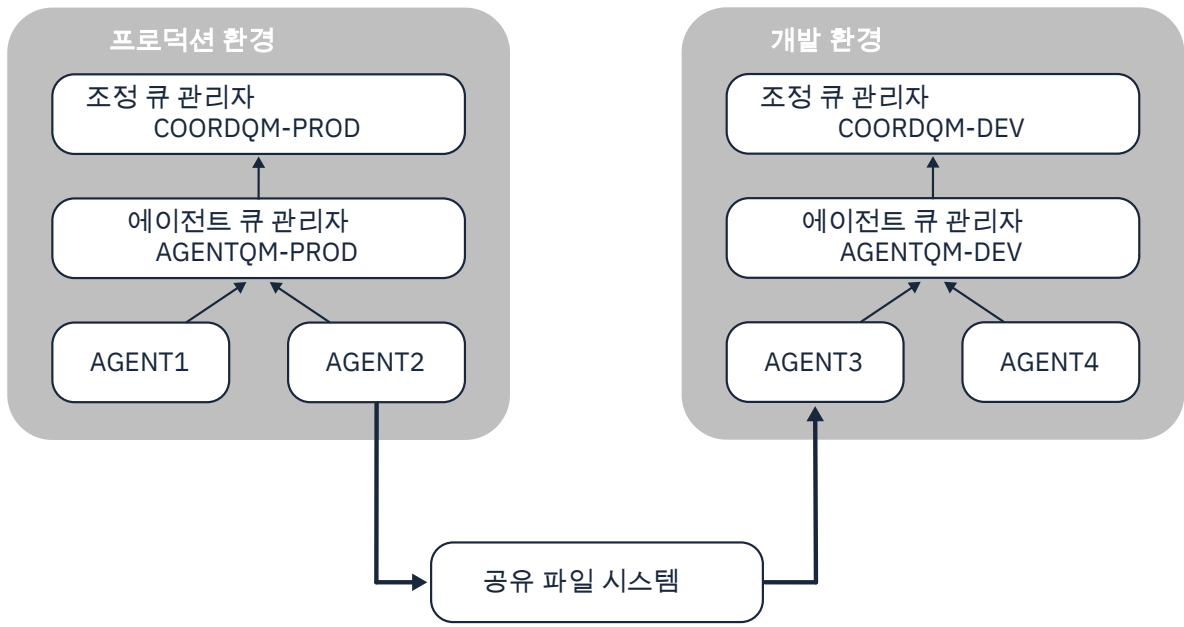 프로덕션 환경
조정 큐 관리자
COORDQM-PROD
에이전트 큐 관리자
AGENTQM-PROD
AGENT1
AGENT2
개발 환경
조정 큐 관리자
COORDQM-DEV
에이전트 큐 관리자
AGENTQM-DEV
AGENT3
AGENT4
공유 파일 시스템